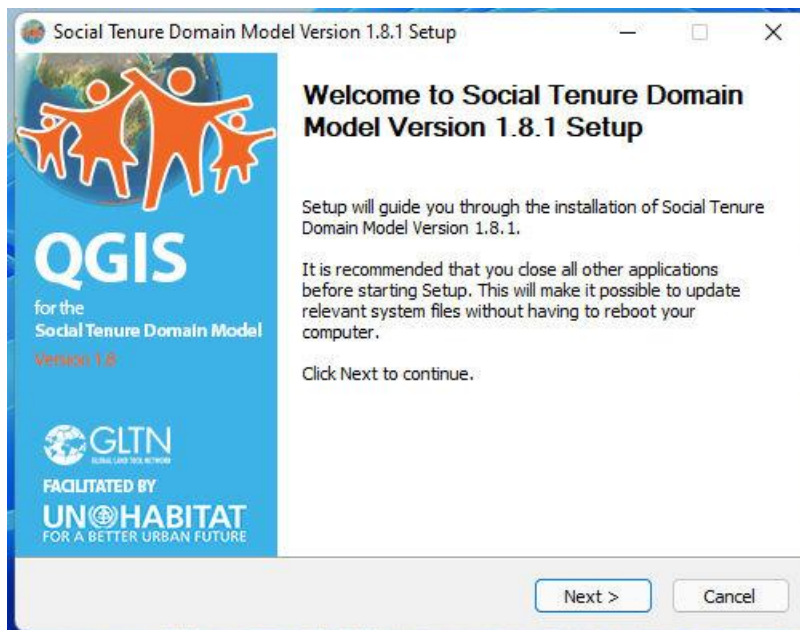 Social Tenure Domain Model Version 1.8.1 Setup
Welcome to Social Tenure Domain
Model Version 1.8.1 Setup
Setup will guide you through the installation of Social Tenure
Domain Model Version 1.8.1.
It is recommended that you close all other applications
before starting Setup. This will make it possible to update
relevant system files without having to reboot your
computer.
Click Next to continue.
QGIS
for the
Social Tenure Domain Model
Version 1.8
GLTN
GLOBAL LAND TOOL NETWORK
FACILITATED BY
UN HABITAT
FOR A BETTER URBAN FUTURE
Next >
Cancel